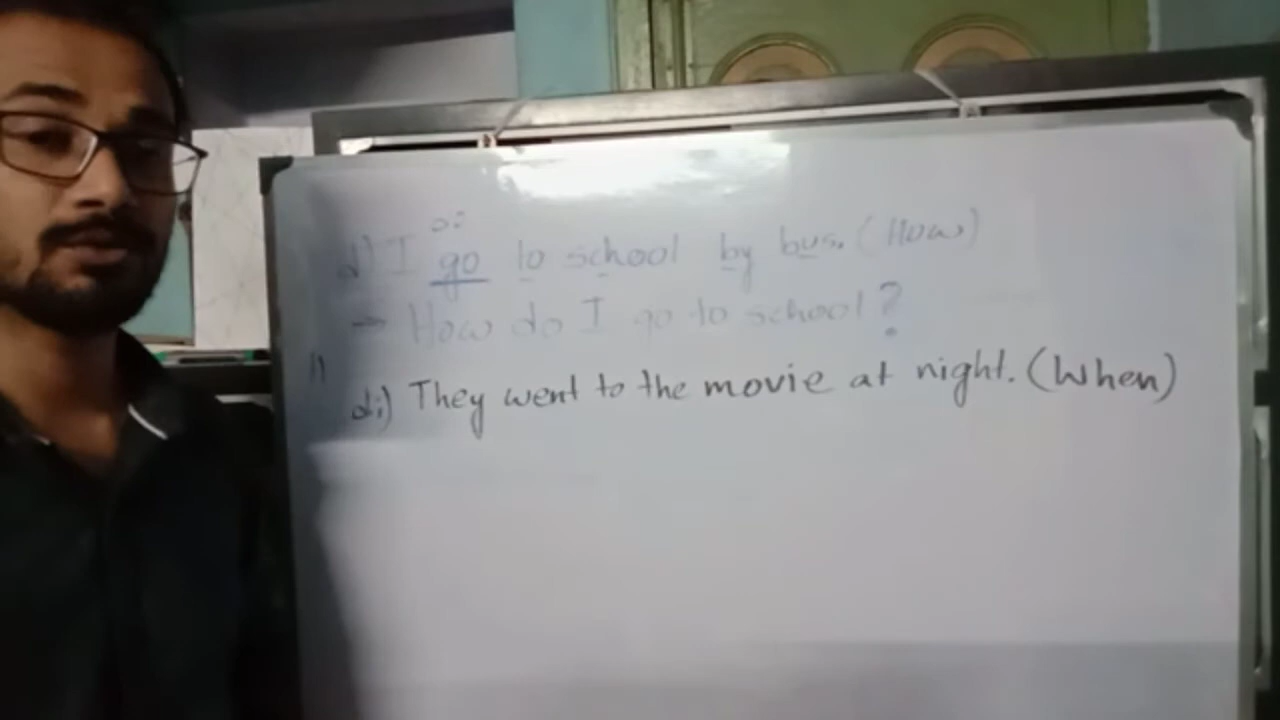 d) I go to school by bus. (How)
→ How do I go to school?
di) They went to the movie at night. (When)